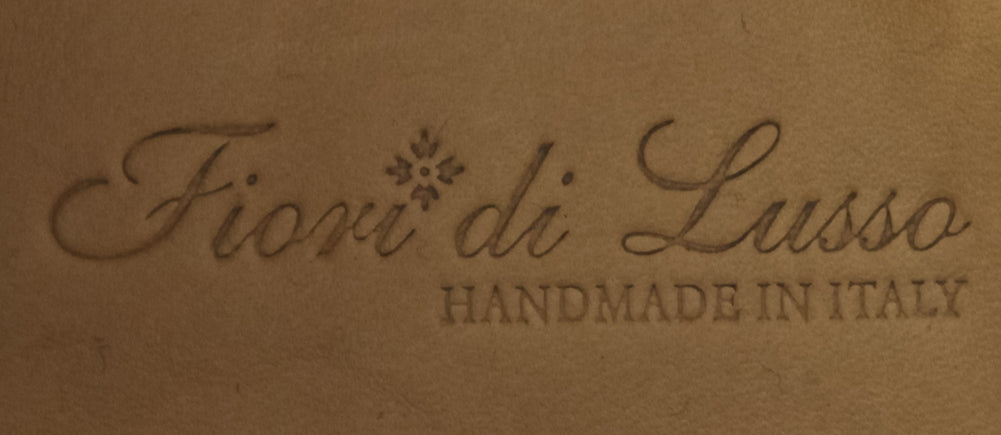 Fiori di Lusso
HANDMADE IN ITALY